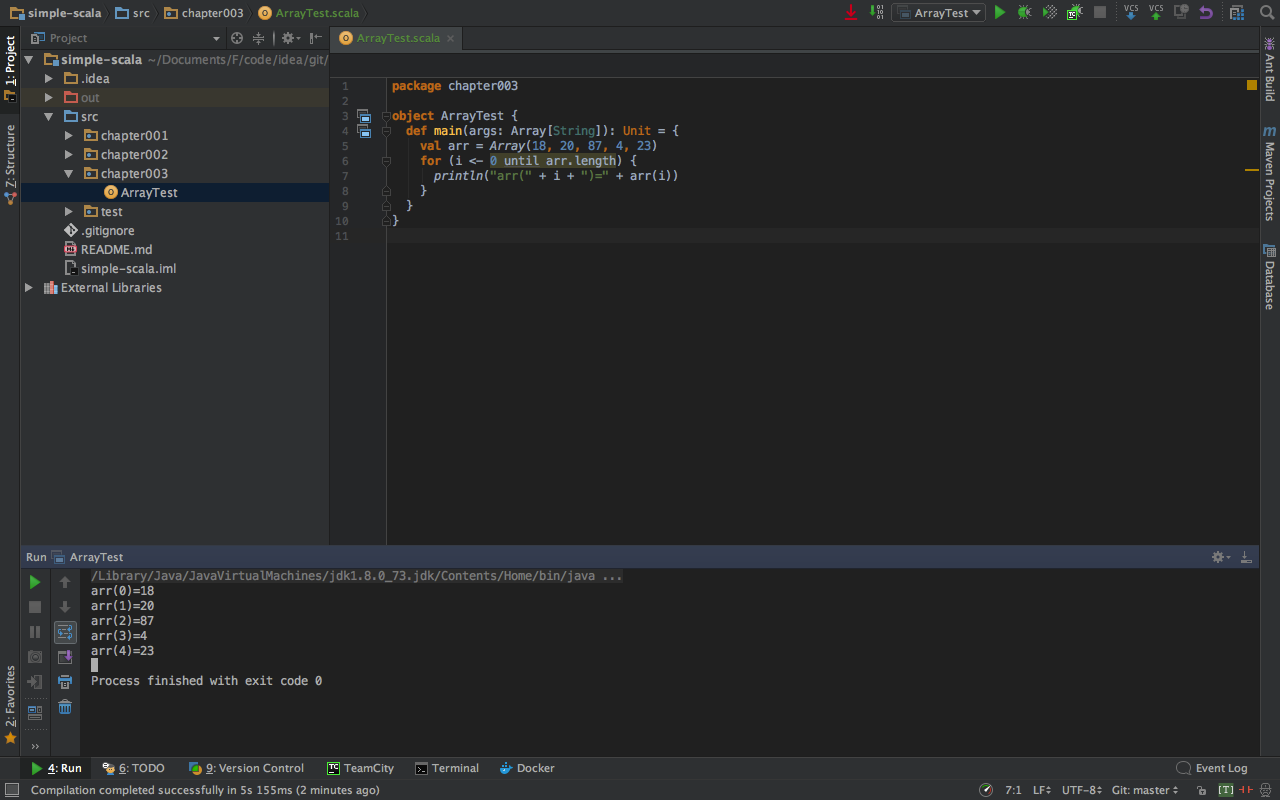 simple-scala src chapter003 ArrayTest.scala ArrayTest VCS VCS
1: Project
Z: Structure
2: Favorites
Project
simple-scala ~/Documents/F/code/idea/git/
.idea
out
src
chapter001
chapter002
chapter003
ArrayTest
test
.gitignore
README.md
simple-scala.iml
External Libraries
ArrayTest.scala
1 package chapter003
2
3 object ArrayTest {
4 def main(args: Array[String]): Unit = {
5 val arr = Array(18, 20, 87, 4, 23)
6 for (i <- 0 until arr.length) {
7 println("arr(" + i + ")=" + arr(i))
8 }
9 }
10 }
11
Ant Build
Maven Projects
Database
Run ArrayTest
/Library/Java/JavaVirtualMachines/jdk1.8.0_73.jdk/Contents/Home/bin/java ...
arr(0)=18
arr(1)=20
arr(2)=87
arr(3)=4
arr(4)=23
Process finished with exit code 0
4: Run 6: TODO 9: Version Control TC TeamCity Terminal Docker Event Log
Compilation completed successfully in 5s 155ms (2 minutes ago) 7:1 LF UTF-8 Git: master [T]